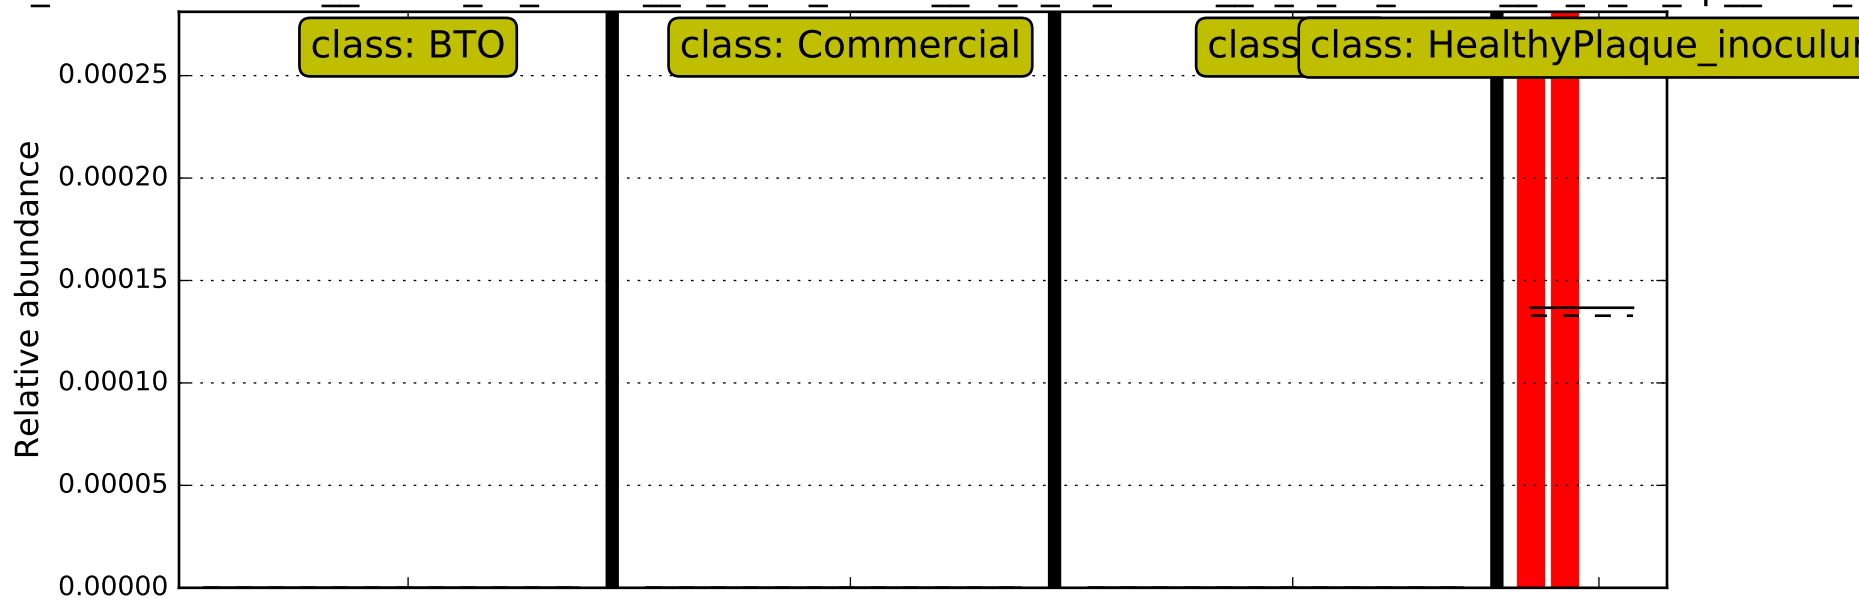 class: BTO
class: Commercial
class
class: HealthyPlaque_inoculu
0.00025
0.00020
0.00015
0.00010
0.00005
0.00000
Relative abundance